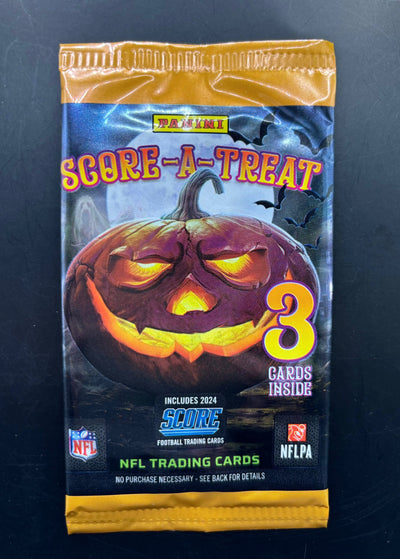 PANINI
SCORE-A-TREAT
3
CARDS
INSIDE
INCLUDES 2024
SCORE
FOOTBALL TRADING CARDS
NFL
NFLPA
NFL TRADING CARDS
NO PURCHASE NECESSARY - SEE BACK FOR DETAILS